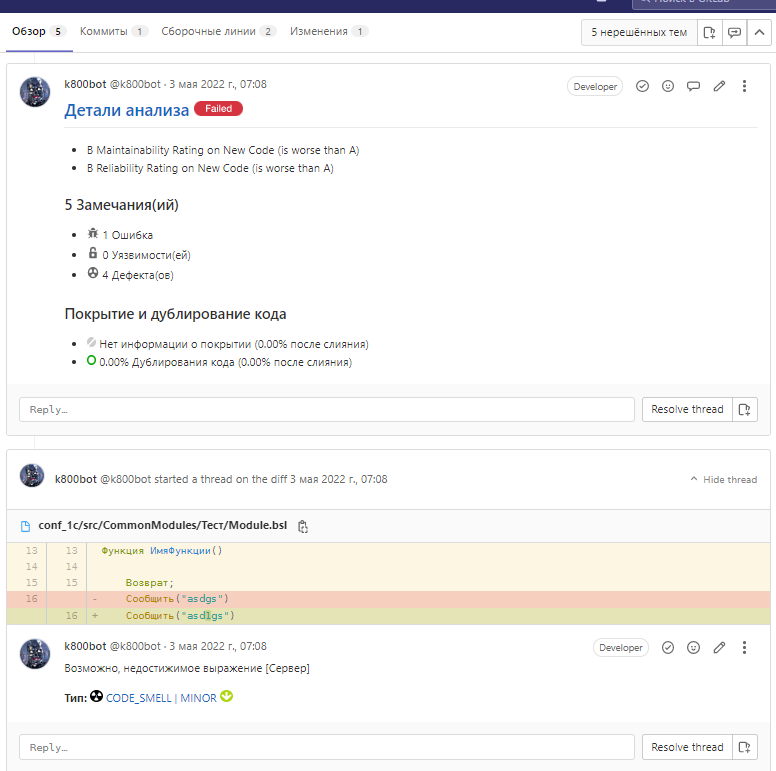 Обзор 5 Коммиты 1 Сборочные линии 2 Изменения 1 5 нерешённых тем
k800bot @k800bot · 3 мая 2022 г., 07:08 Developer
Детали анализа Failed
B Maintainability Rating on New Code (is worse than A)
B Reliability Rating on New Code (is worse than A)
5 Замечания(ий)
1 Ошибка
0 Уязвимости(ей)
4 Дефекта(ов)
Покрытие и дублирование кода
Нет информации о покрытии (0.00% после слияния)
0.00% Дублирования кода (0.00% после слияния)
Reply… Resolve thread
k800bot @k800bot started a thread on the diff 3 мая 2022 г., 07:08 Hide thread
conf_1c/src/CommonModules/Тест/Module.bsl
13 13 Функция ИмяФункции()
14 14
15 15 Возврат;
16 - Сообщить("asdgs")
16 + Сообщить("asdlgs")
k800bot @k800bot · 3 мая 2022 г., 07:08 Developer
Возможно, недостижимое выражение [Сервер]
Тип: CODE_SMELL | MINOR
Reply… Resolve thread